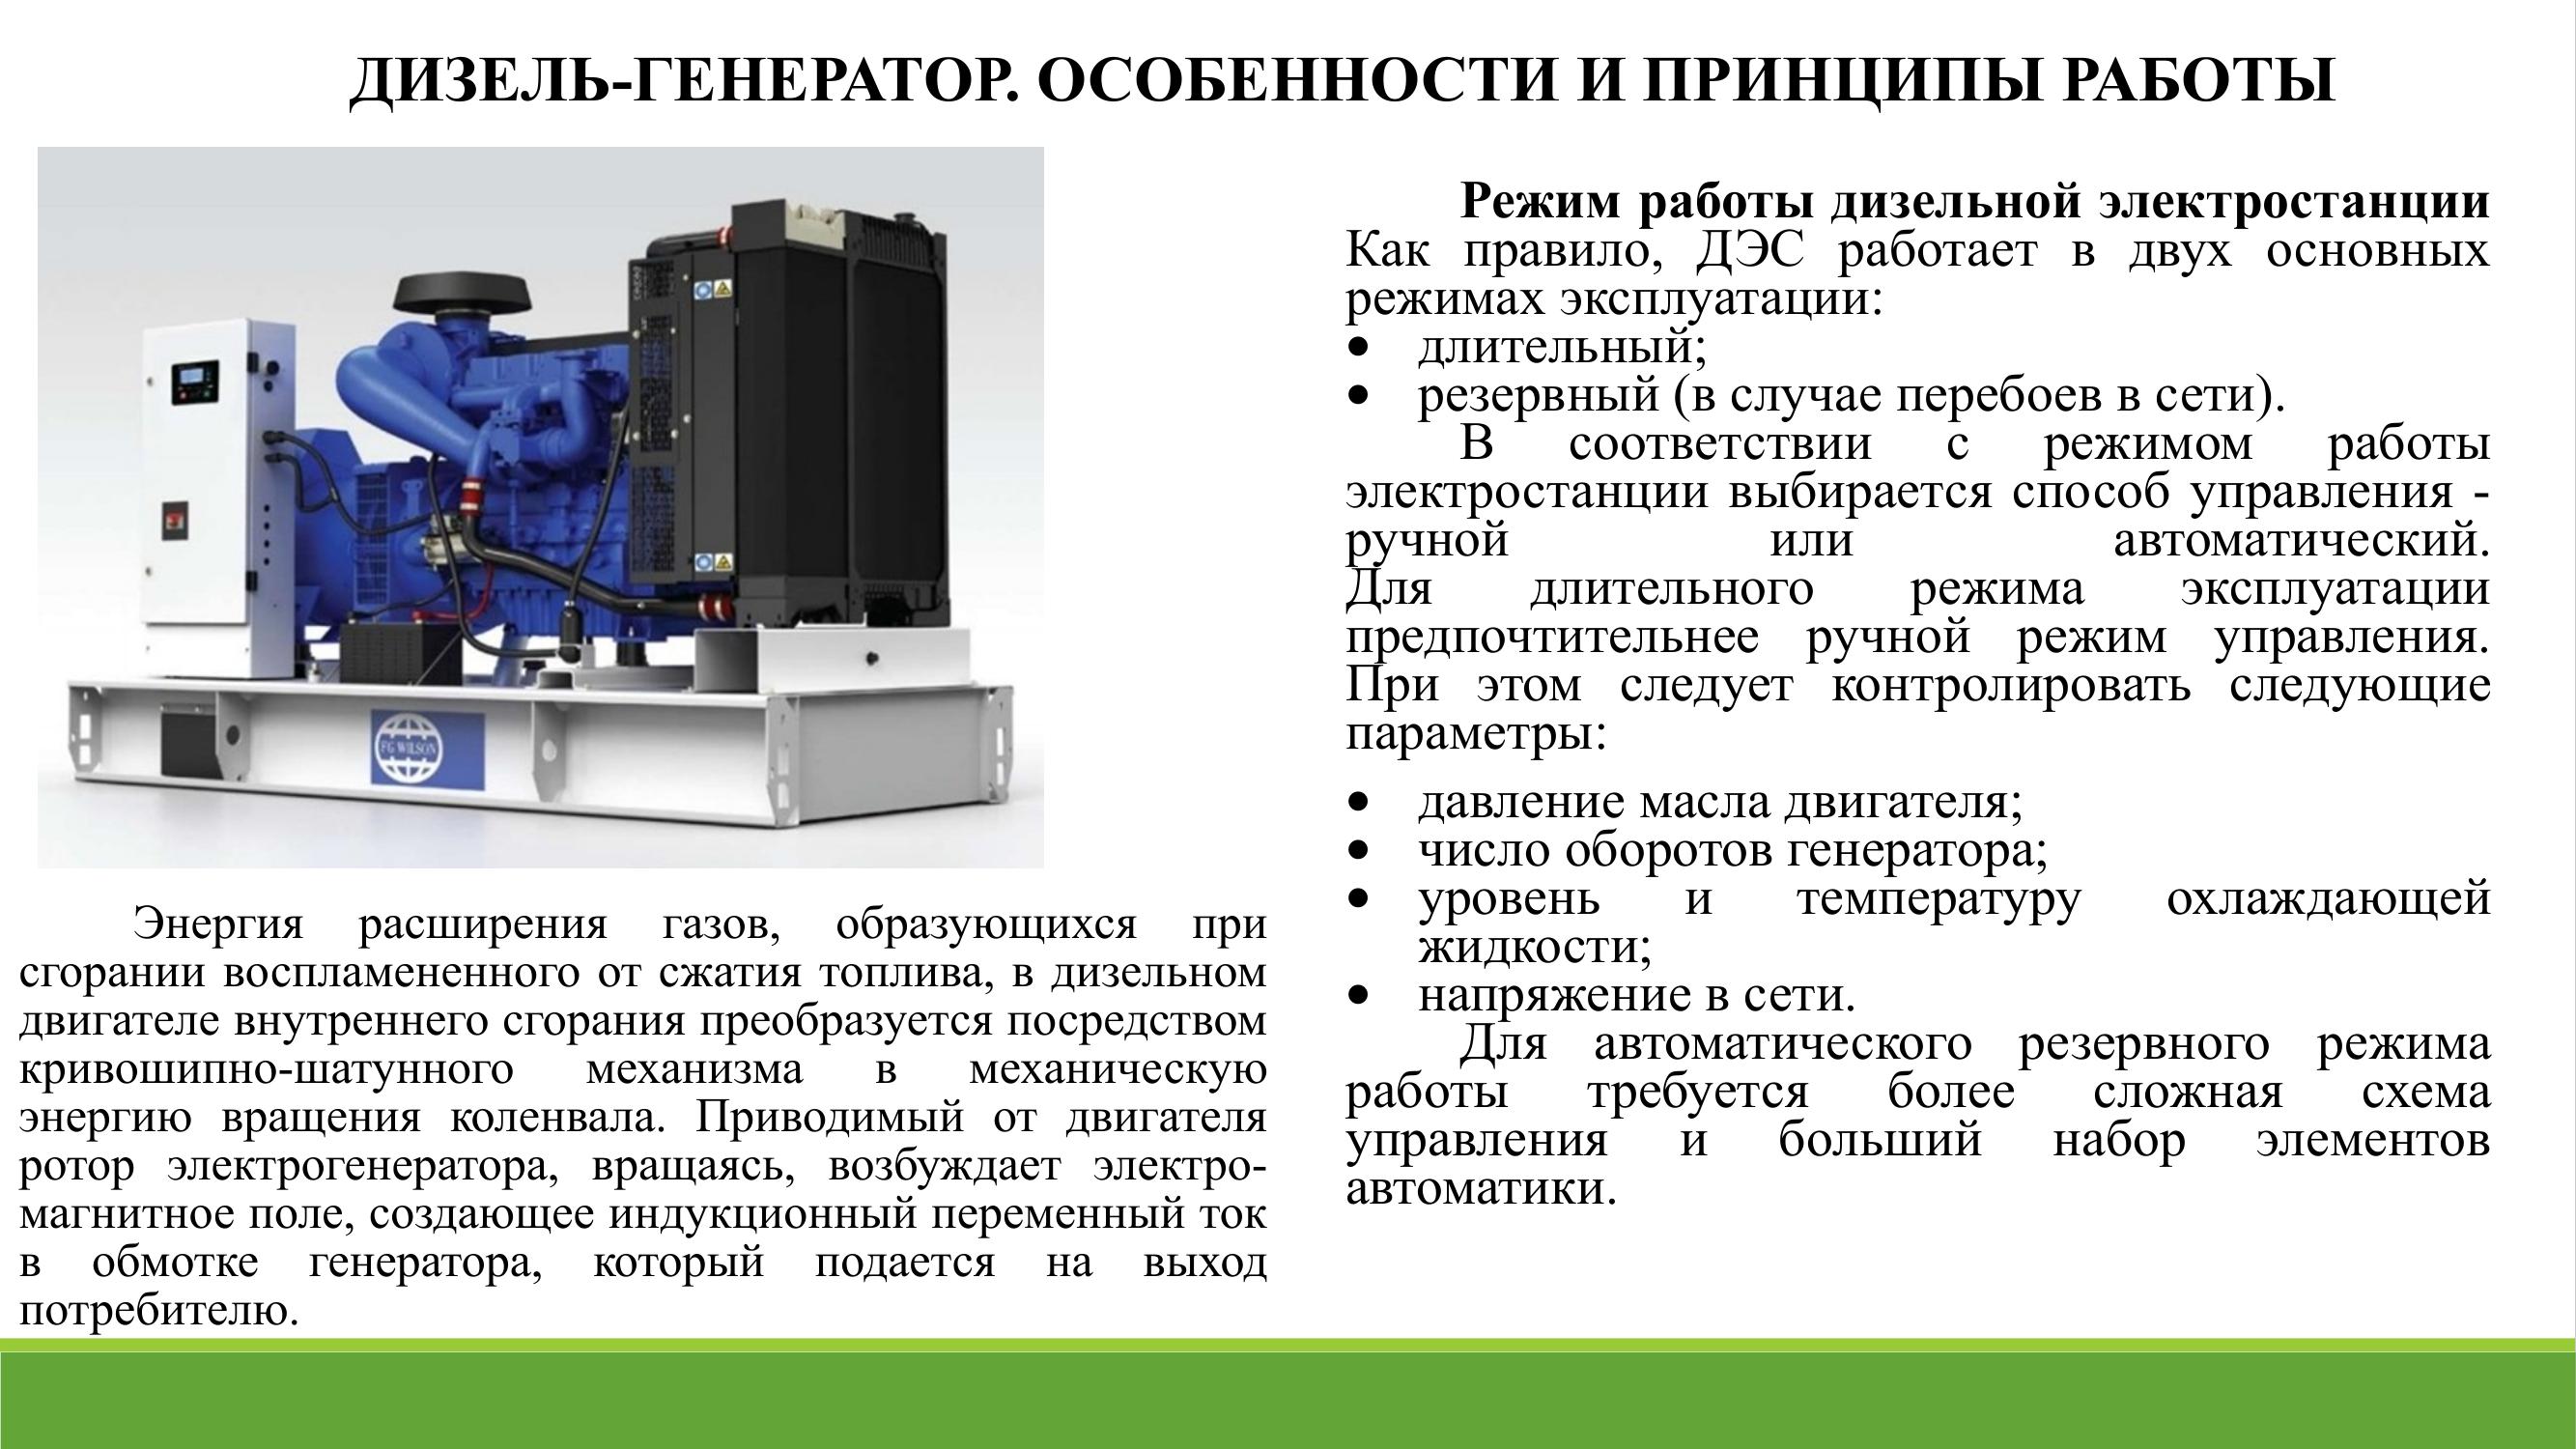 ДИЗЕЛЬ-ГЕНЕРАТОР. ОСОБЕННОСТИ И ПРИНЦИПЫ РАБОТЫ
FG WILSON
Энергия расширения газов, образующихся при
сгорании воспламененного от сжатия топлива, в дизельном
двигателе внутреннего сгорания преобразуется посредством
кривошипно-шатунного механизма в механическую
энергию вращения коленвала. Приводимый от двигателя
ротор электрогенератора, вращаясь, возбуждает электро-
магнитное поле, создающее индукционный переменный ток
в обмотке генератора, который подается на выход
потребителю.
Режим работы дизельной электростанции
Как правило, ДЭС работает в двух основных
режимах эксплуатации:
• длительный;
• резервный (в случае перебоев в сети).
В соответствии с режимом работы
электростанции выбирается способ управления -
ручной или автоматический.
Для длительного режима эксплуатации
предпочтительнее ручной режим управления.
При этом следует контролировать следующие
параметры:
• давление масла двигателя;
• число оборотов генератора;
• уровень и температуру охлаждающей
жидкости;
• напряжение в сети.
Для автоматического резервного режима
работы требуется более сложная схема
управления и больший набор элементов
автоматики.